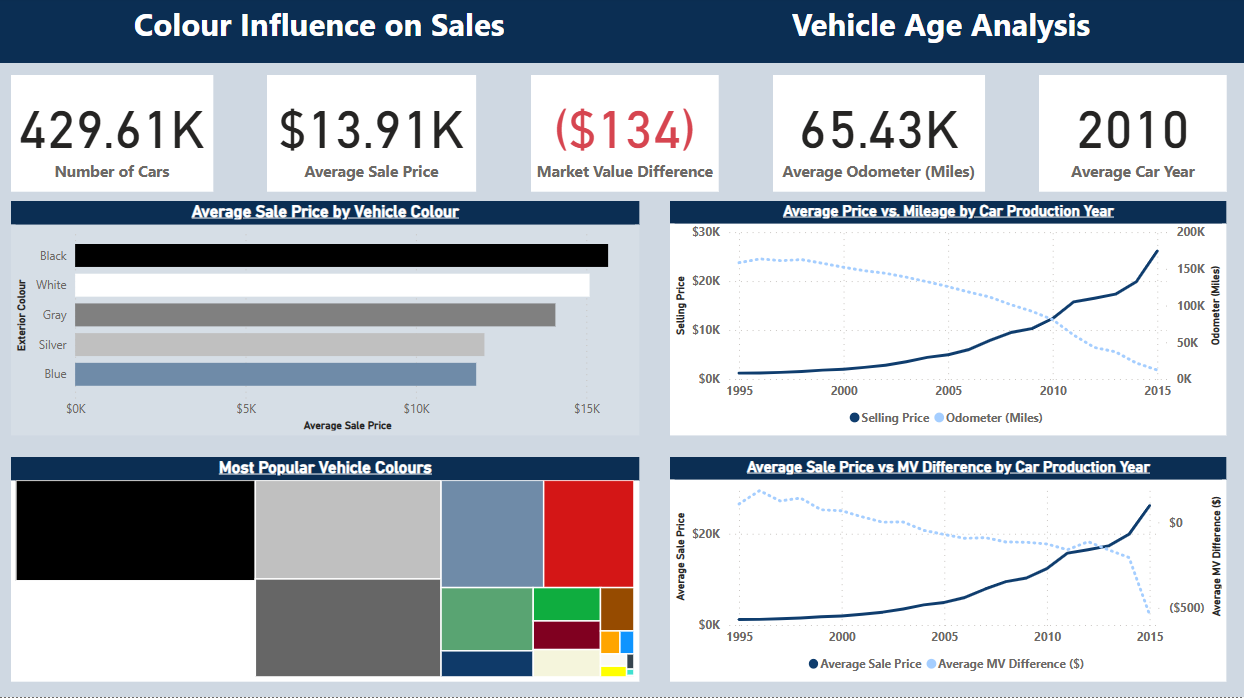 Colour Influence on Sales
Vehicle Age Analysis
429.61K
Number of Cars
$13.91K
Average Sale Price
($134)
Market Value Difference
65.43K
Average Odometer (Miles)
2010
Average Car Year
Average Sale Price by Vehicle Colour
Exterior Colour
Black
White
Gray
Silver
Blue
$0K
$5K
$10K
$15K
Average Sale Price
Average Price vs. Mileage by Car Production Year
Selling Price
$30K
$20K
$10K
$0K
200K
150K
100K
50K
0K
Odometer (Miles)
1995
2000
2005
2010
2015
Selling Price
Odometer (Miles)
Most Popular Vehicle Colours
Average Sale Price vs MV Difference by Car Production Year
Average Sale Price
$20K
$0K
$0
($500)
Average MV Difference ($)
1995
2000
2005
2010
2015
Average Sale Price
Average MV Difference ($)